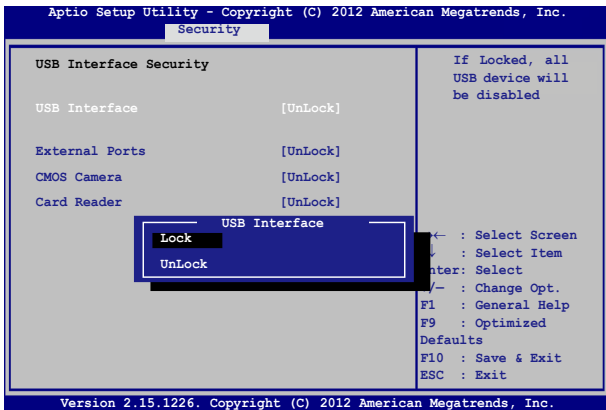 Aptio Setup Utility - Copyright (C) 2012 American Megatrends, Inc.
Security
USB Interface Security
USB Interface [UnLock]
External Ports [UnLock]
CMOS Camera [UnLock]
Card Reader [UnLock]
USB Interface
Lock
UnLock
If Locked, all
USB device will
be disabled
→← : Select Screen
↓ : Select Item
nter: Select
/— : Change Opt.
F1 : General Help
F9 : Optimized
Defaults
F10 : Save & Exit
ESC : Exit
Version 2.15.1226. Copyright (C) 2012 American Megatrends, Inc.